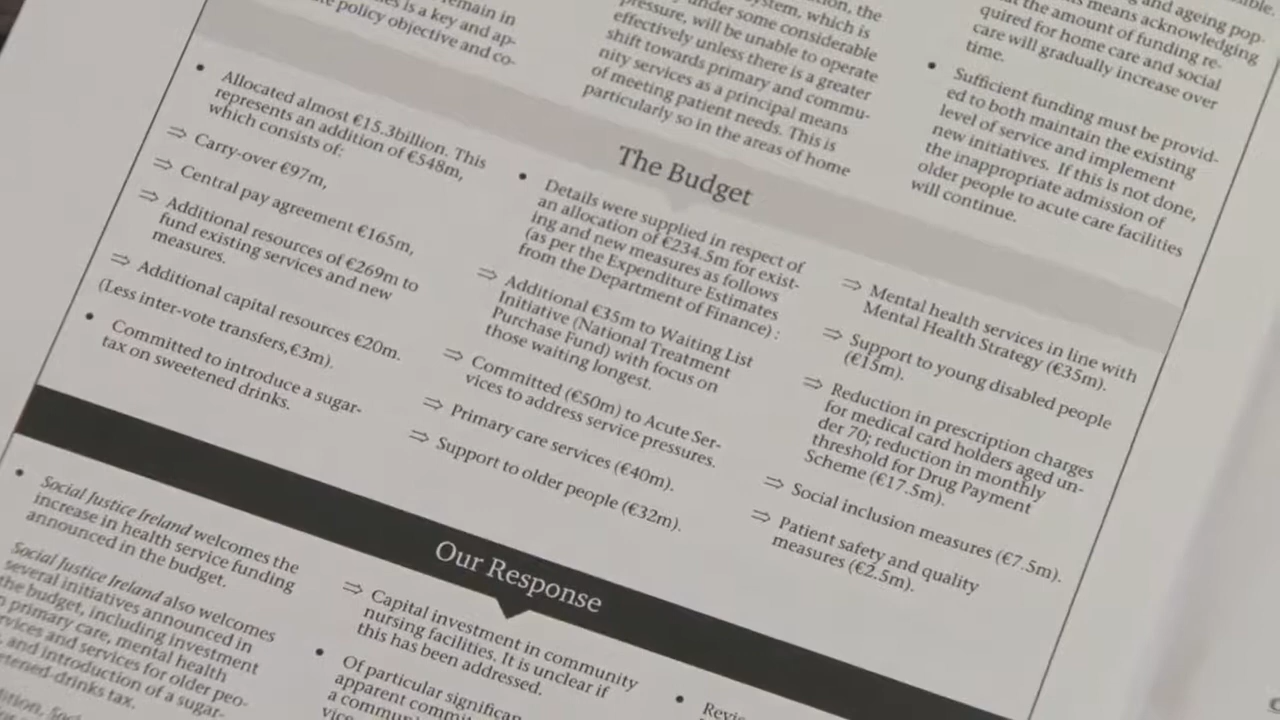 remain in
is a key and ap-
policy objective and co-
system, which is
under some considerable
pressure, will be unable to operate
effectively unless there is a greater
shift towards primary and commu-
nity services as a principal means
of meeting patient needs. This is
particularly so in the areas of home
and ageing pop-
means acknowledging
the amount of funding re-
quired for home care and social
care will gradually increase over
time.
• Sufficient funding must be provid-
ed to both maintain the existing
level of service and implement
new initiatives. If this is not done,
the inappropriate admission of
older people to acute care facilities
will continue.
The Budget
• Allocated almost €15.3billion. This
represents an addition of €548m,
which consists of:
⇒ Carry-over €97m,
⇒ Central pay agreement €165m,
⇒ Additional resources of €269m to
fund existing services and new
measures.
⇒ Additional capital resources €20m.
(Less inter-vote transfers,€3m).
• Committed to introduce a sugar-
tax on sweetened drinks.
• Details were supplied in respect of
an allocation of €234.5m for exist-
ing and new measures as follows
(as per the Expenditure Estimates
from the Department of Finance) :
⇒ Additional €35m to Waiting List
Initiative (National Treatment
Purchase Fund) with focus on
those waiting longest.
⇒ Committed (€50m) to Acute Ser-
vices to address service pressures.
⇒ Primary care services (€40m).
⇒ Support to older people (€32m).
⇒ Mental health services in line with
Mental Health Strategy (€35m).
⇒ Support to young disabled people
(€15m).
⇒ Reduction in prescription charges
for medical card holders aged un-
der 70; reduction in monthly
threshold for Drug Payment
Scheme (€17.5m).
⇒ Social inclusion measures (€7.5m).
⇒ Patient safety and quality
measures (€2.5m).
Our Response
• Social Justice Ireland welcomes the
increase in health service funding
announced in the budget.
Social Justice Ireland also welcomes
several initiatives announced in
the budget, including investment
primary care, mental health
services and services for older peo-
and introduction of a sugar-
drinks tax.
⇒ Capital investment in community
nursing facilities. It is unclear if
this has been addressed.
• Of particular
apparent
a
•